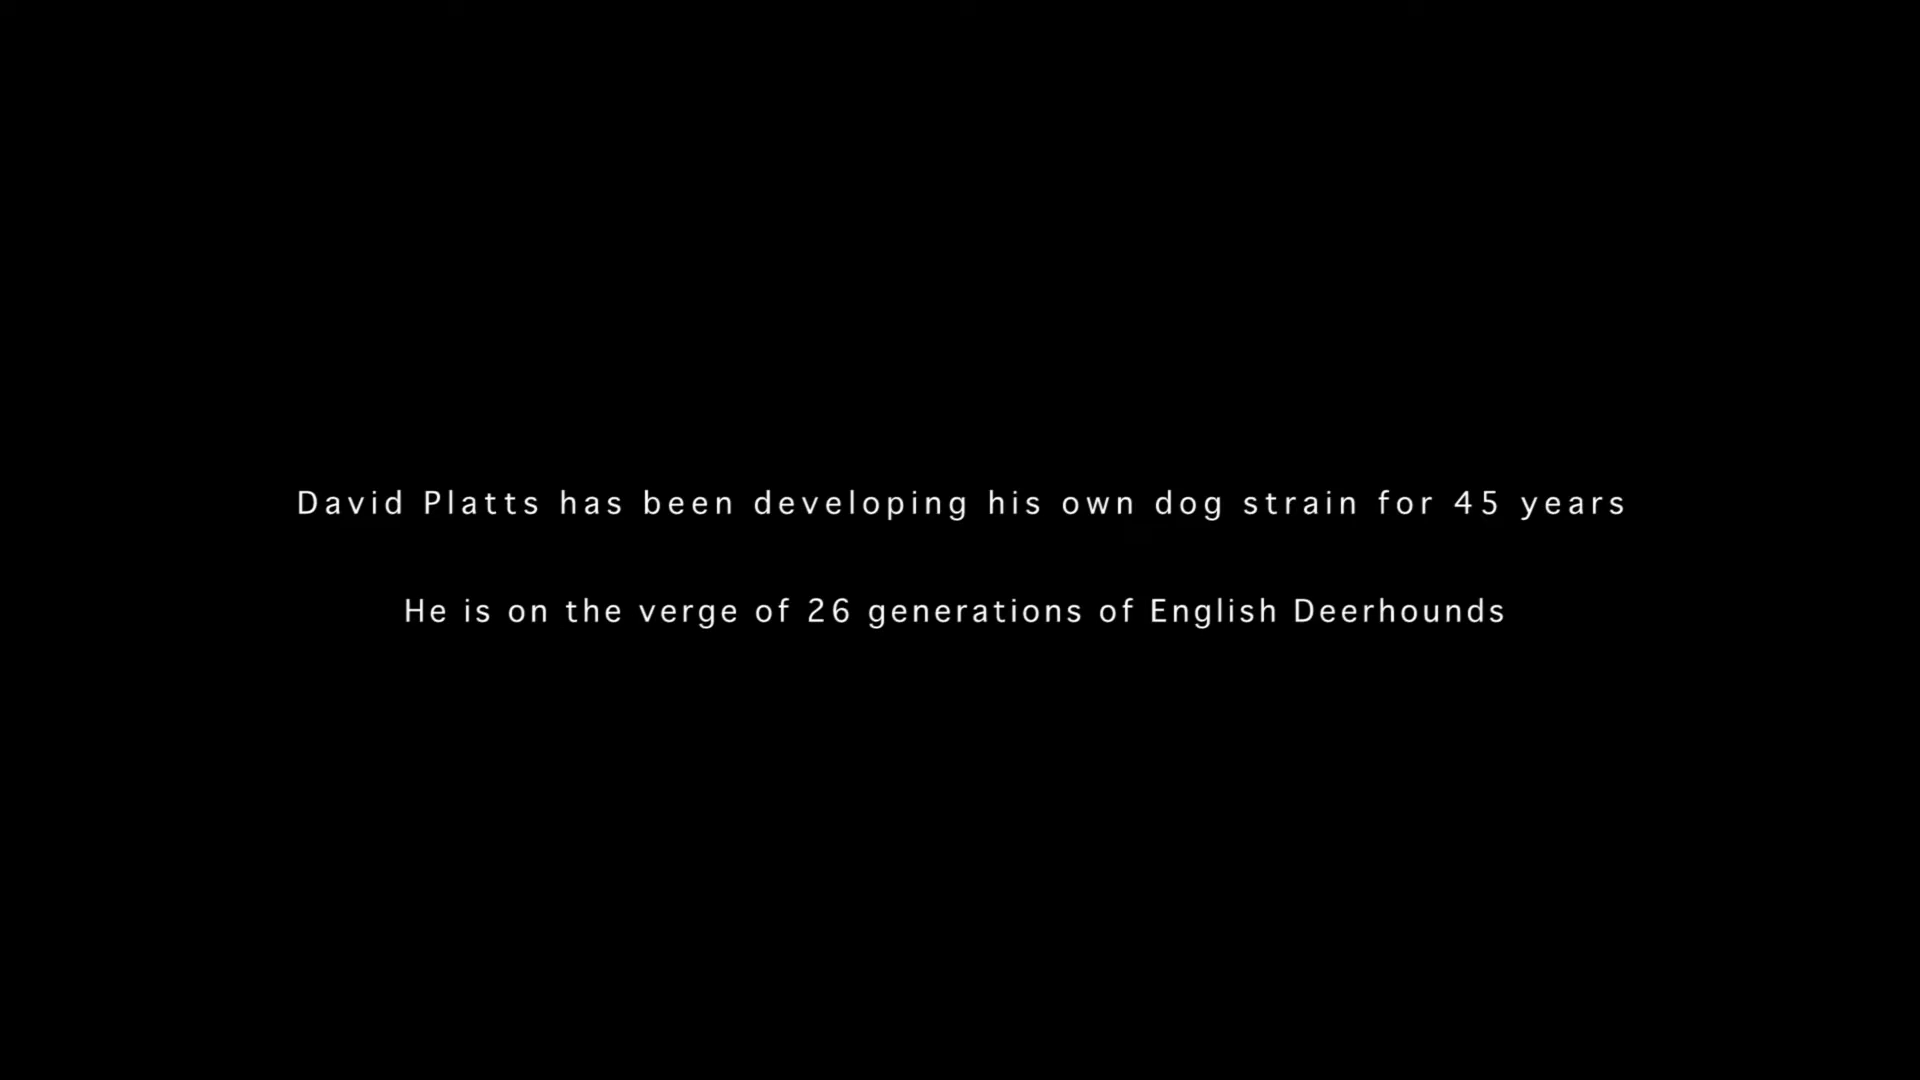 David Platts has been developing his own dog strain for 45 years
He is on the verge of 26 generations of English Deerhounds